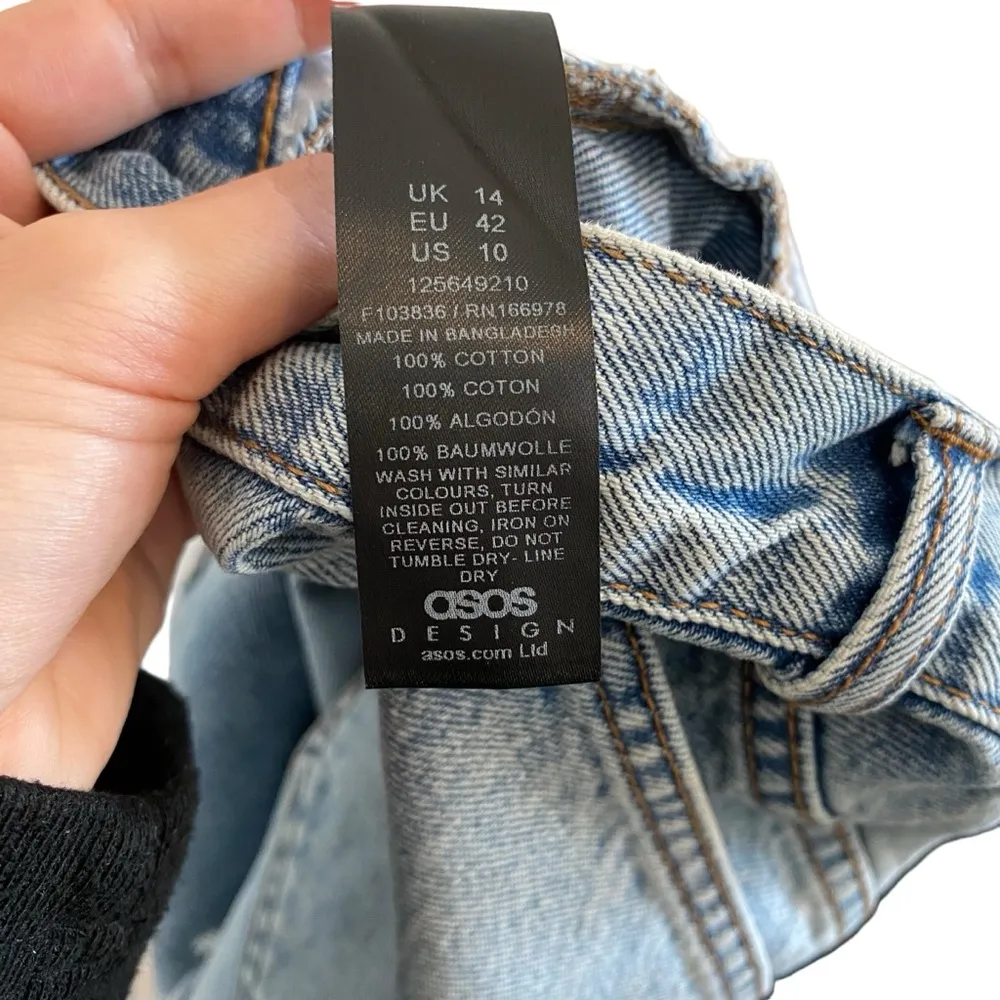 UK 14
EU 42
US 10
125649210
F103836 / RN166978
MADE IN BANGLADESH
100% COTTON
100% COTON
100% ALGODÓN
100% BAUMWOLLE
WASH WITH SIMILAR
COLOURS, TURN
INSIDE OUT BEFORE
CLEANING, IRON ON
REVERSE, DO NOT
TUMBLE DRY- LINE
DRY
asos
DESIGN
asos.com Ltd